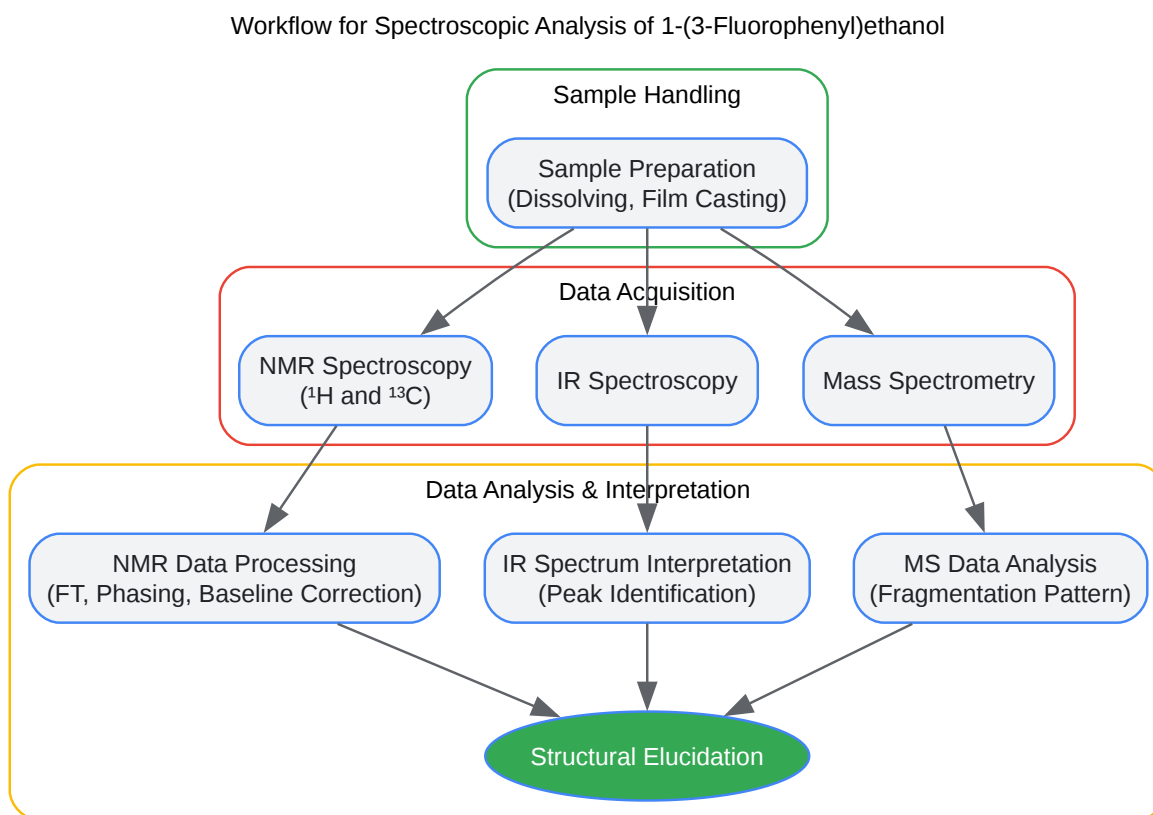 Workflow for Spectroscopic Analysis of 1-(3-Fluorophenyl)ethanol
Sample Handling
Sample Preparation
(Dissolving, Film Casting)
Data Acquisition
NMR Spectroscopy
(¹H and ¹³C)
IR Spectroscopy
Mass Spectrometry
Data Analysis & Interpretation
NMR Data Processing
(FT, Phasing, Baseline Correction)
IR Spectrum Interpretation
(Peak Identification)
MS Data Analysis
(Fragmentation Pattern)
Structural Elucidation